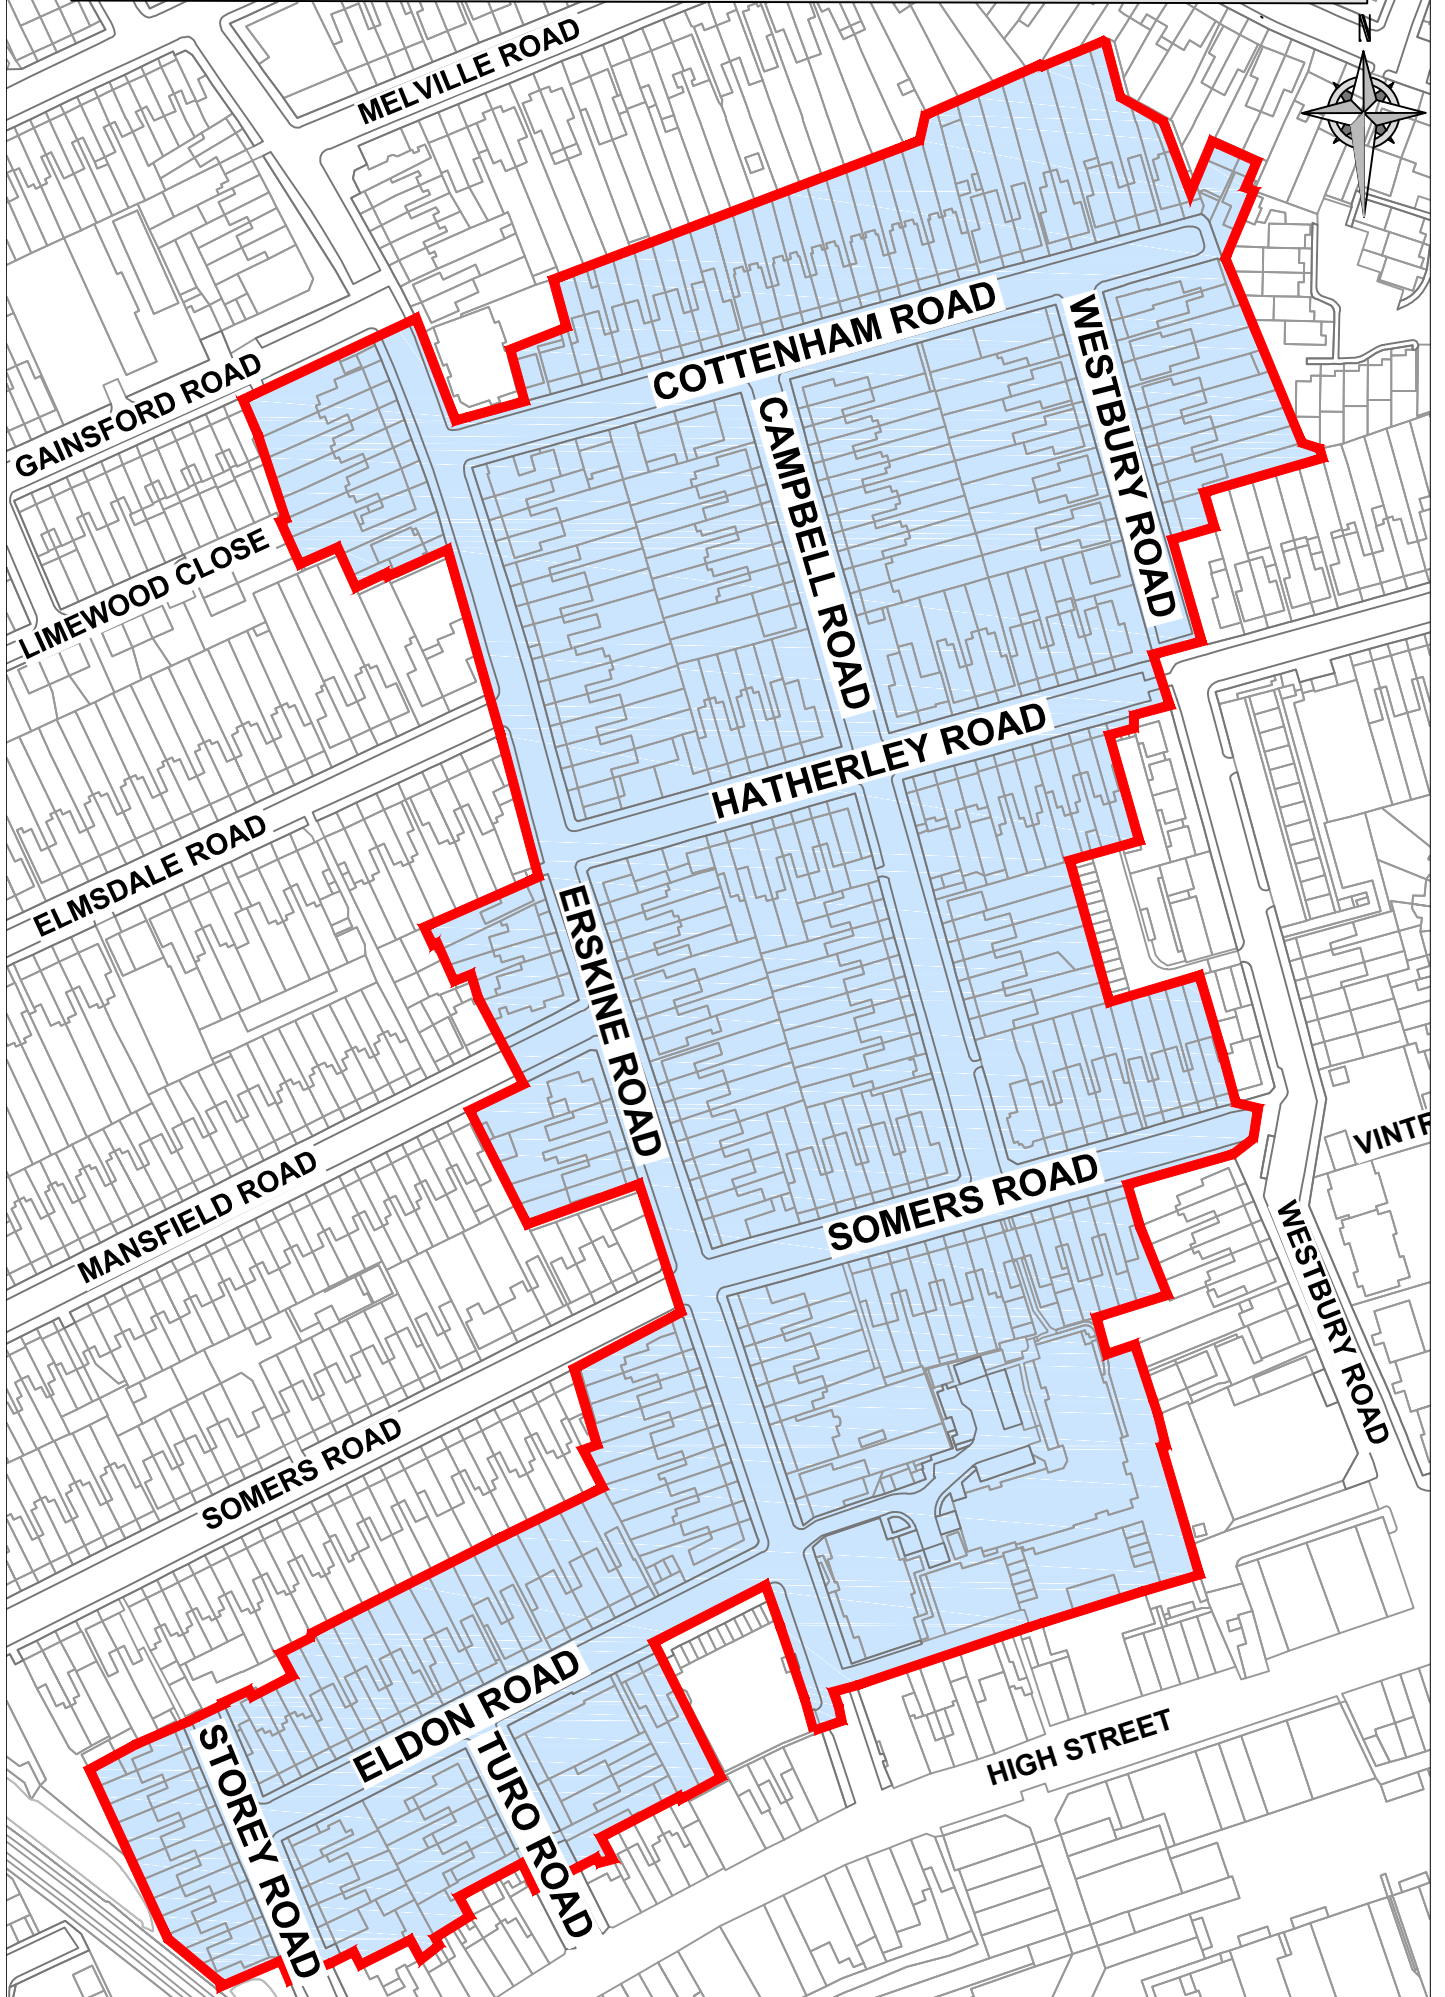 N
MELVILLE ROAD
COTTENHAM ROAD
WESTBURY ROAD
GAINSFORD ROAD
CAMPBELL ROAD
LIMEWOOD CLOSE
HATHERLEY ROAD
ELMSDALE ROAD
ERSKINE ROAD
VINTR
MANSFIELD ROAD
SOMERS ROAD
WESTBURY ROAD
SOMERS ROAD
ELDON ROAD
STOREY ROAD
TURO ROAD
HIGH STREET